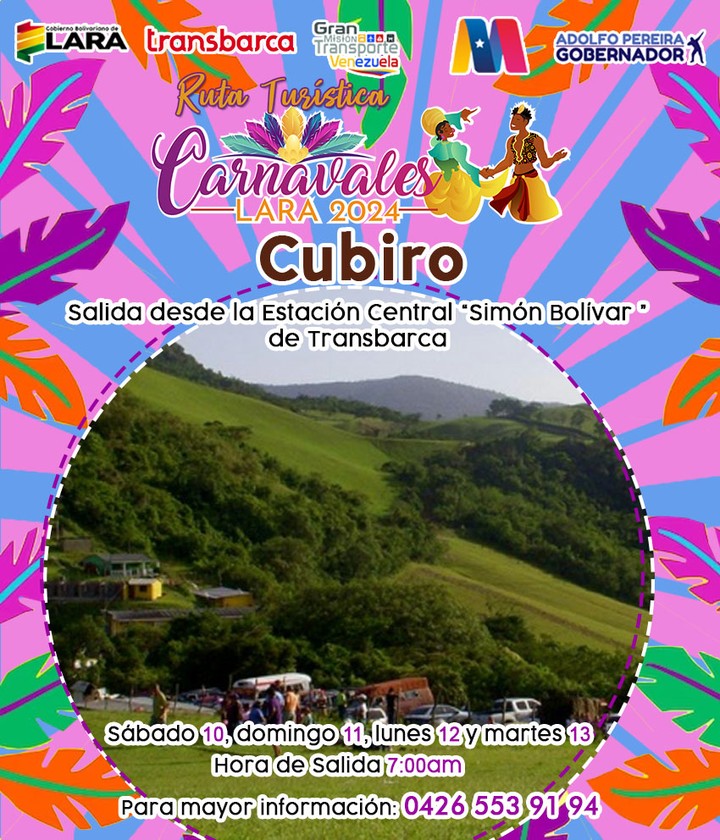 Gobierno Bolivariano de
LARA
transbarca
Gran
Misión
Transporte
Venezuela
ADOLFO PEREIRA
GOBERNADOR
Ruta Turística
Carnavales
LARA 2024
Cubiro
Salida desde la Estación Central "Simón Bolívar "
de Transbarca
Sábado 10, domingo 11, lunes 12 y martes 13
Hora de Salida 7:00am
Para mayor información: 0426 553 91 94